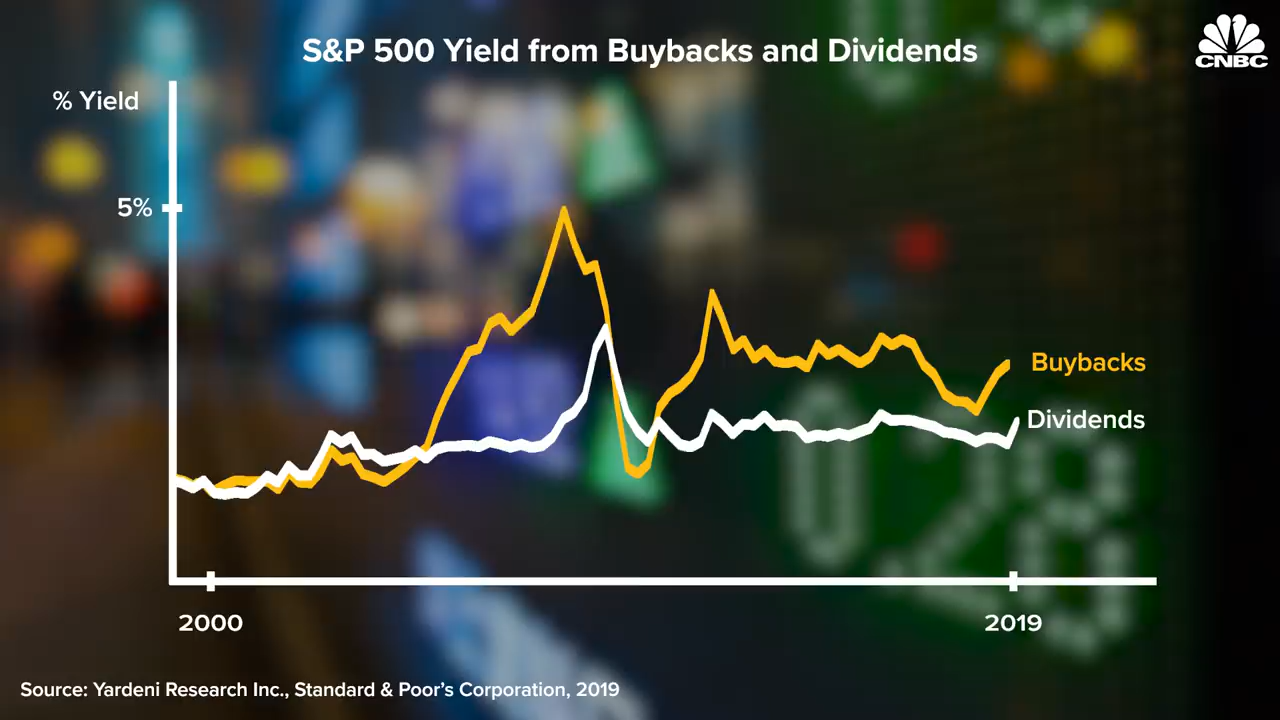 S&P 500 Yield from Buybacks and Dividends
CNBC
% Yield
5%
Buybacks
Dividends
2000
2019
Source: Yardeni Research Inc., Standard & Poor's Corporation, 2019